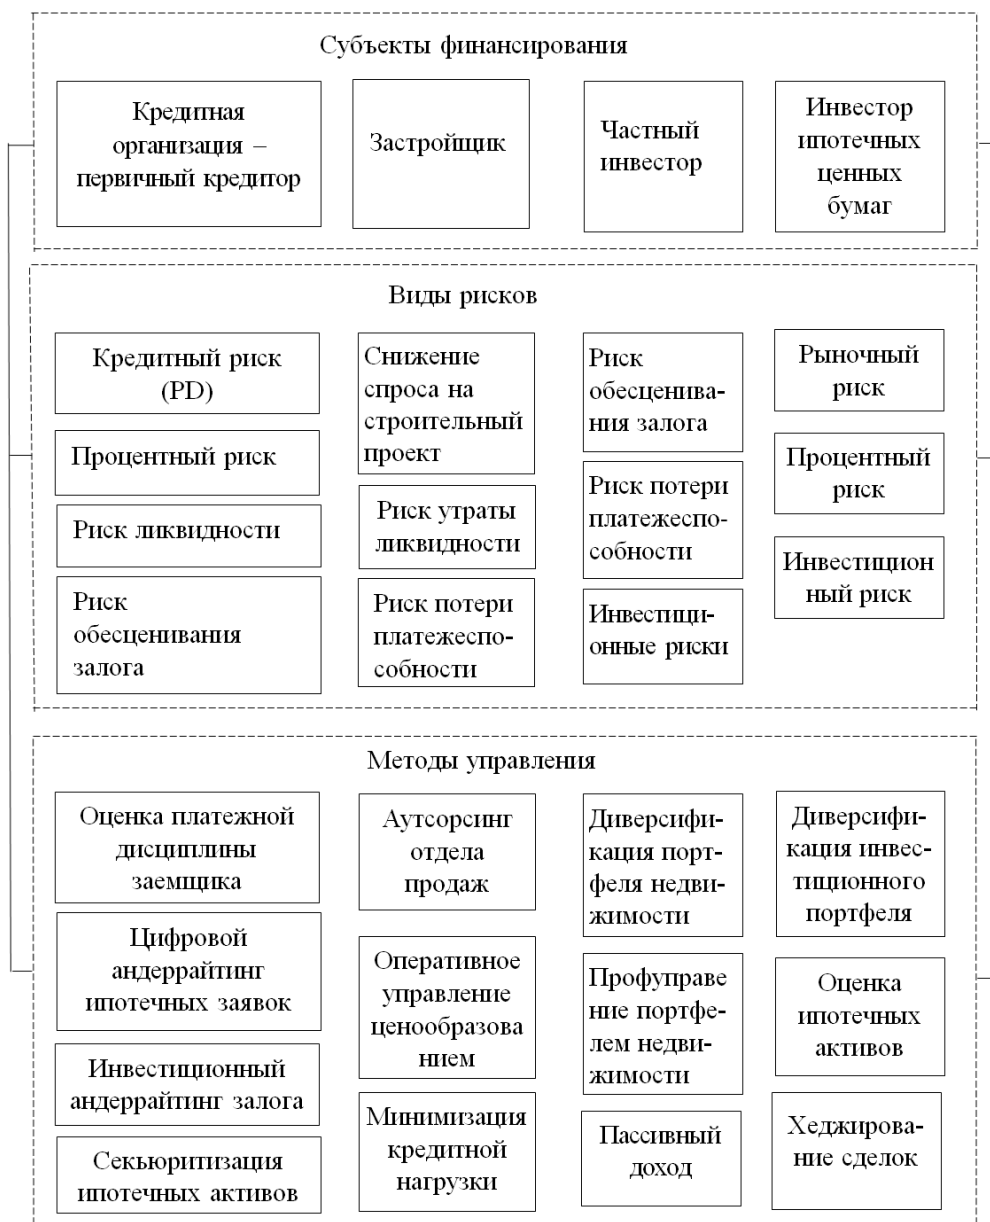 Субъекты финансирования
Кредитная
организация –
первичный кредитор
Застройщик
Частный
инвестор
Инвестор
ипотечных
ценных
бумаг
Виды рисков
Кредитный риск
(PD)
Процентный риск
Риск ликвидности
Риск
обесценивания
залога
Снижение
спроса на
строительный
проект
Риск утраты
ликвидности
Риск потери
платежеспо-
собности
Риск
обесценива-
ния залога
Риск потери
платежеспо-
собности
Инвестици-
онные риски
Рыночный
риск
Процентный
риск
Инвестицион
ный риск
Методы управления
Оценка платежной
дисциплины
заемщика
Цифровой
андеррайтинг
ипотечных заявок
Инвестиционный
андеррайтинг залога
Секьюритизация
ипотечных активов
Аутсорсинг
отдела
продаж
Оперативное
управление
ценообразова
нием
Минимизация
кредитной
нагрузки
Диверсифи-
кация порт-
феля недви-
жимости
Профуправе
ние портфе-
лем недви-
жимости
Пассивный
доход
Диверсифи-
кация инвес-
тиционного
портфеля
Оценка
ипотечных
активов
Хеджирова-
ние сделок